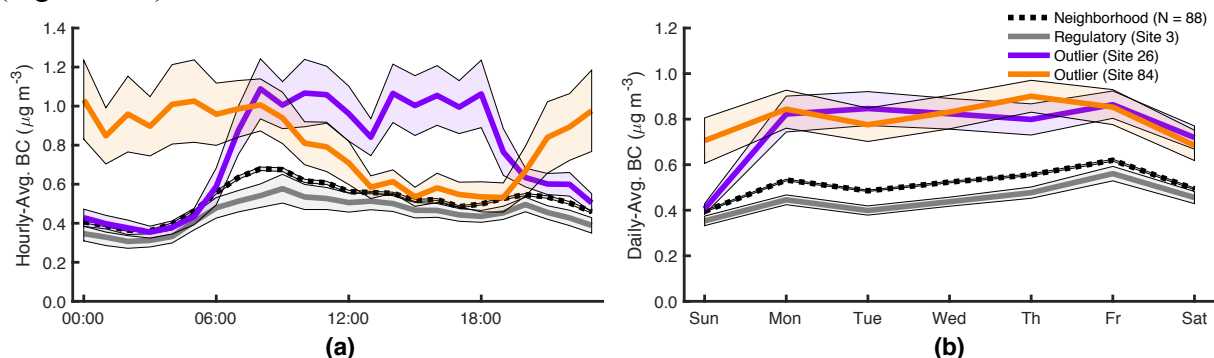 1.4
1.2
1.0
0.8
0.6
0.4
0.2
0.0
Hourly-Avg. BC (μg m-3)
00:00 06:00 12:00 18:00
(a)
1.2
1.0
0.8
0.6
0.4
0.2
0.0
Daily-Avg. BC (μg m-3)
Neighborhood (N = 88)
Regulatory (Site 3)
Outlier (Site 26)
Outlier (Site 84)
Sun Mon Tue Wed Th Fr Sat
(b)